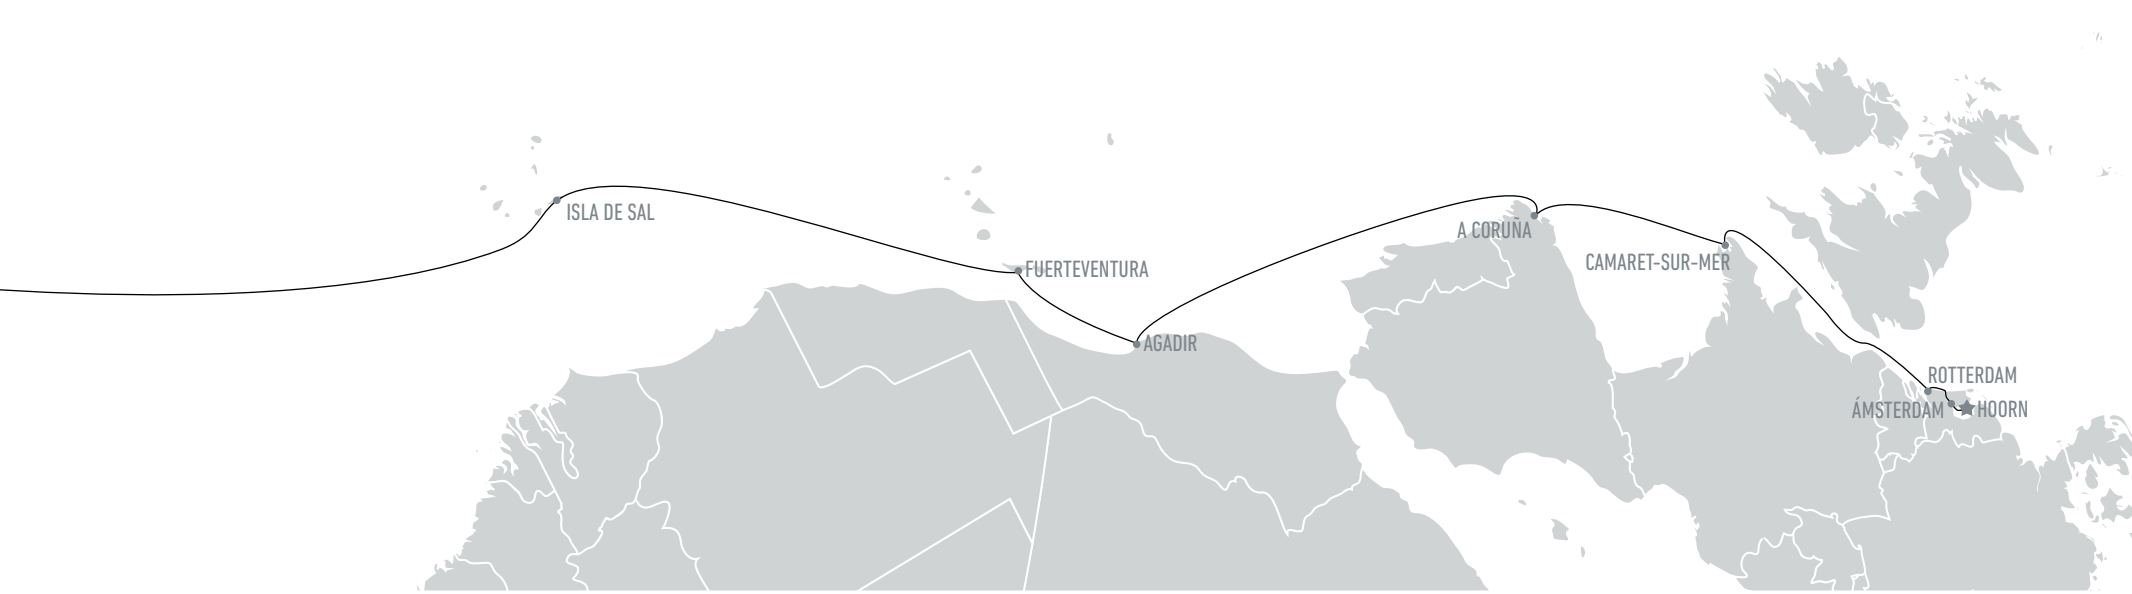 ISLA DE SAL
FUERTEVENTURA
AGADIR
A CORUÑA
CAMARET-SUR-MER
ROTTERDAM
ÁMSTERDAM
HOORN